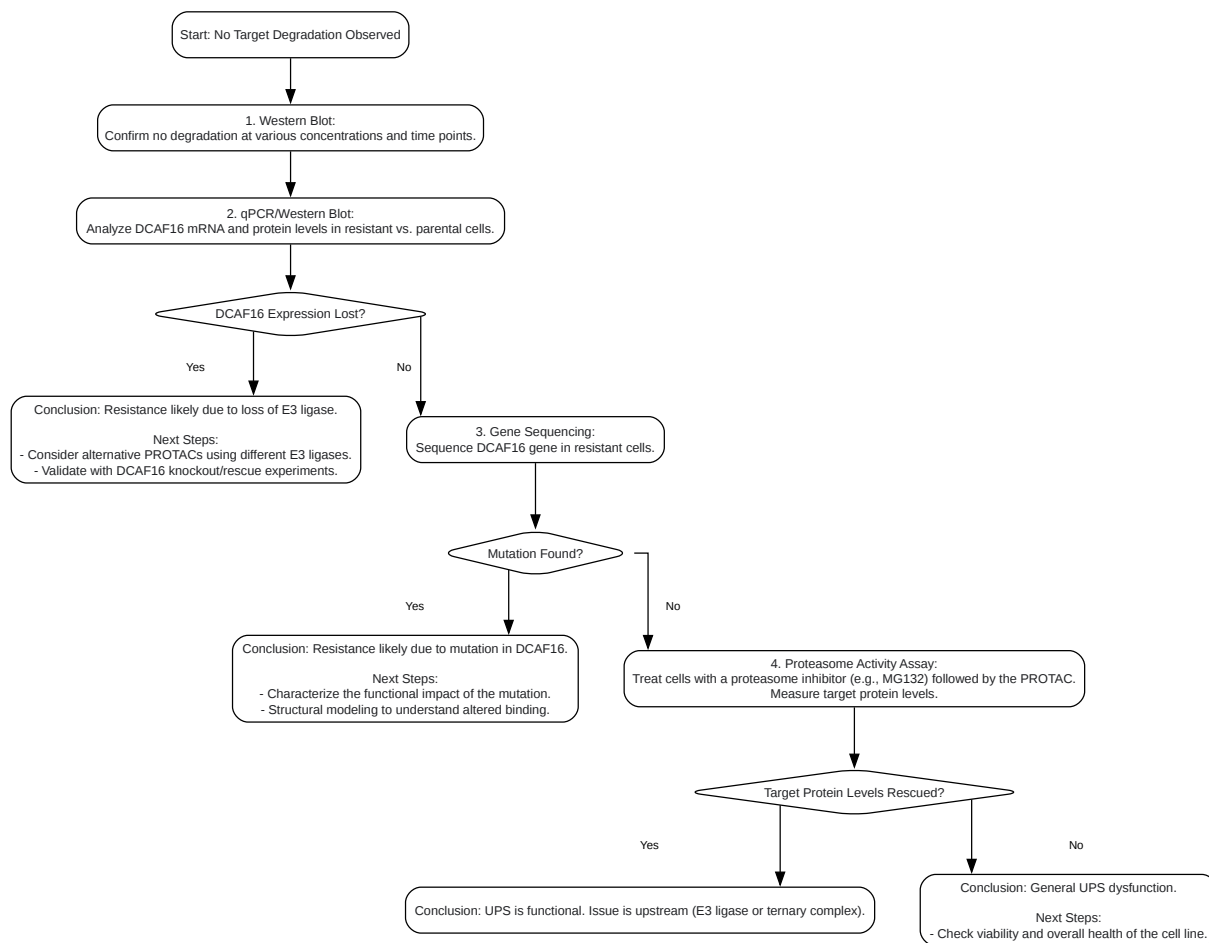 Start: No Target Degradation Observed
1. Western Blot:
Confirm no degradation at various concentrations and time points.
2. qPCR/Western Blot:
Analyze DCAF16 mRNA and protein levels in resistant vs. parental cells.
DCAF16 Expression Lost?
Yes
No
Conclusion: Resistance likely due to loss of E3 ligase.
Next Steps:
- Consider alternative PROTACs using different E3 ligases.
- Validate with DCAF16 knockout/rescue experiments.
3. Gene Sequencing:
Sequence DCAF16 gene in resistant cells.
Mutation Found?
Yes
No
Conclusion: Resistance likely due to mutation in DCAF16.
Next Steps:
- Characterize the functional impact of the mutation.
- Structural modeling to understand altered binding.
4. Proteasome Activity Assay:
Treat cells with a proteasome inhibitor (e.g., MG132) followed by the PROTAC.
Measure target protein levels.
Target Protein Levels Rescued?
Yes
No
Conclusion: UPS is functional. Issue is upstream (E3 ligase or ternary complex).
Conclusion: General UPS dysfunction.
Next Steps:
- Check viability and overall health of the cell line.